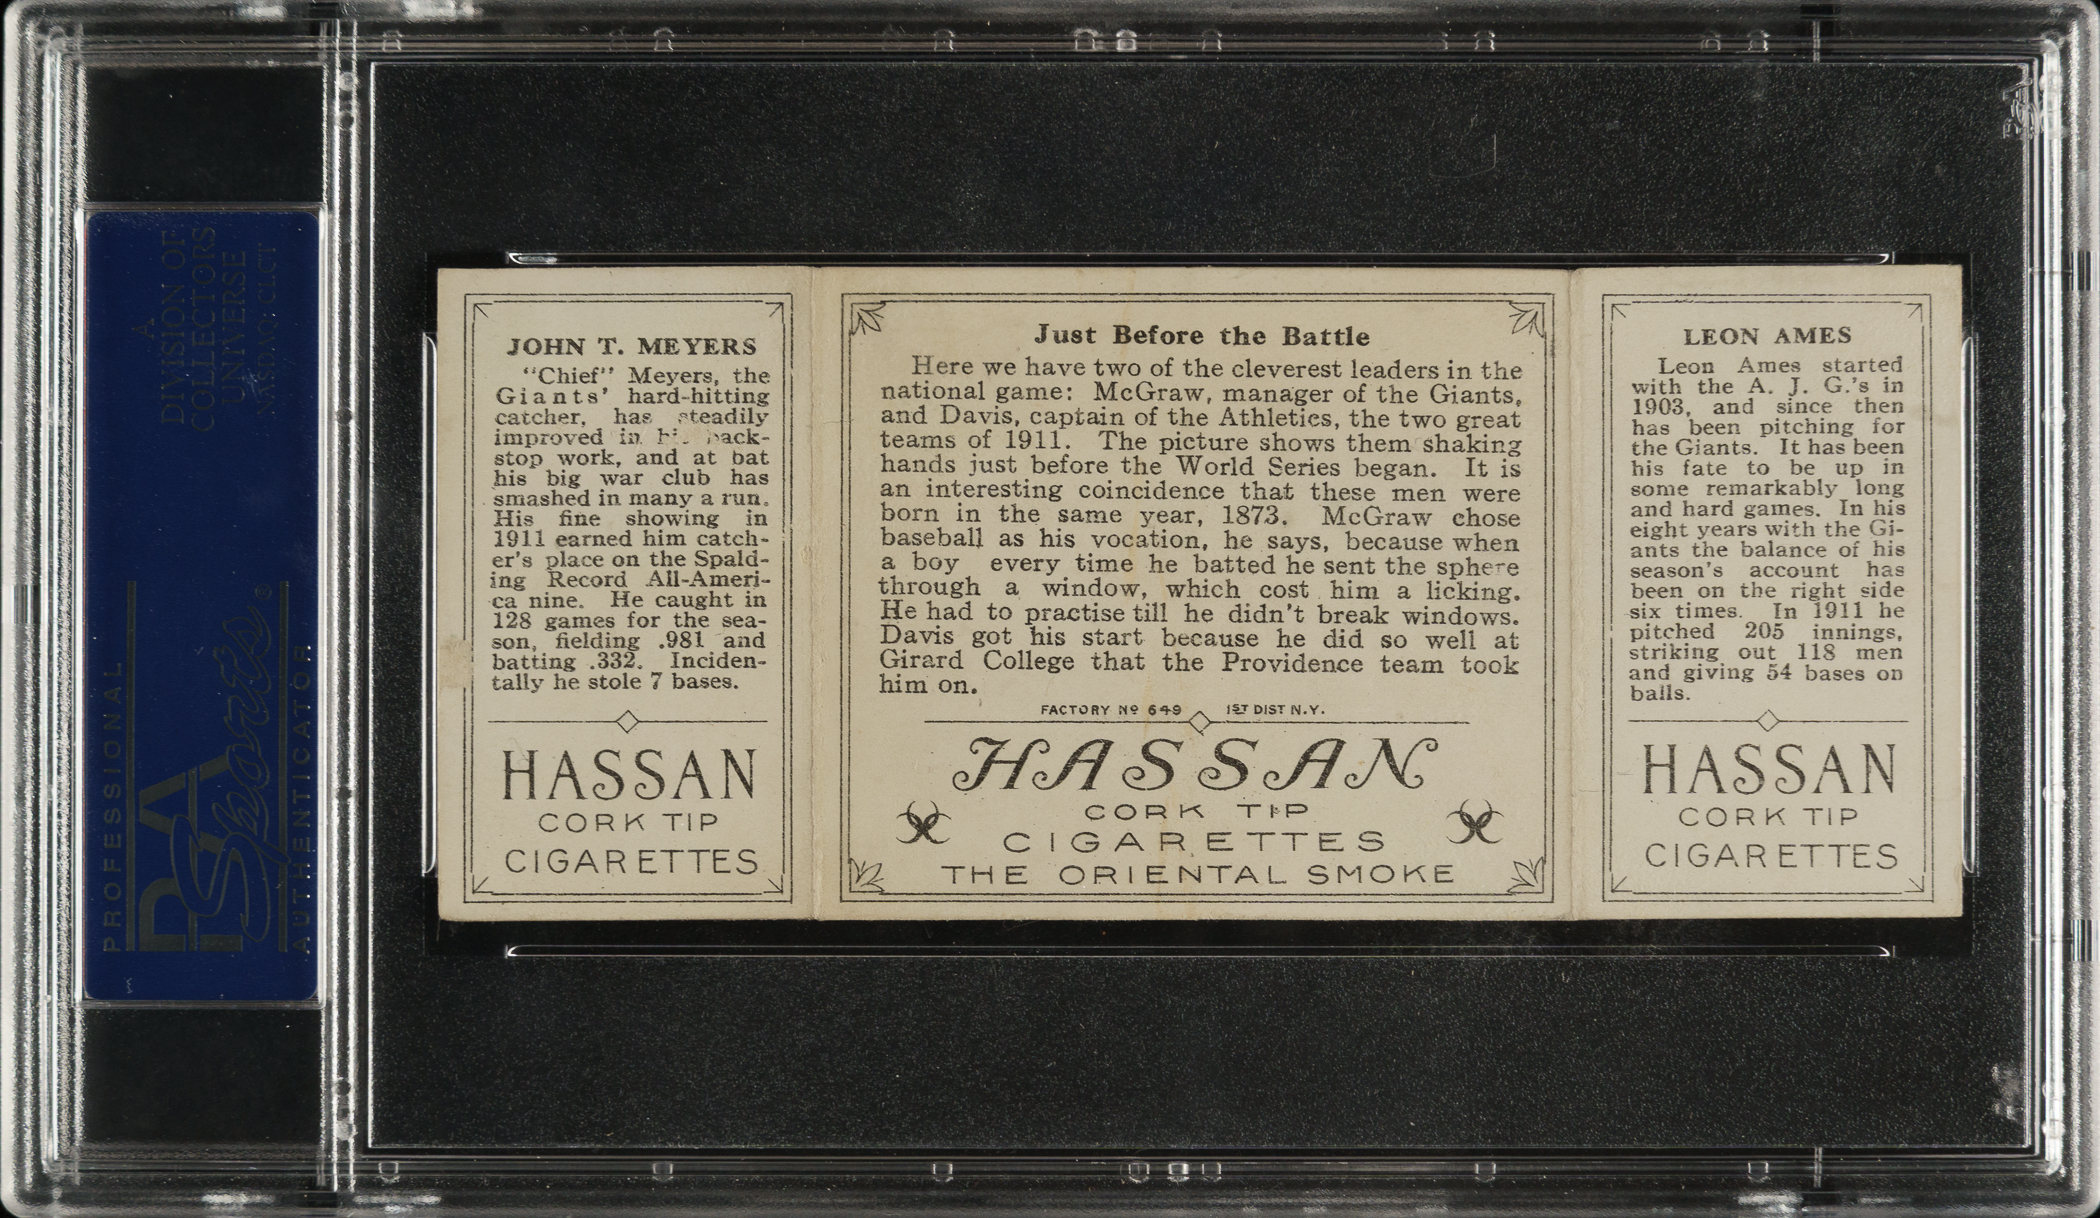 A
DIVISION OF
COLLECTORS
UNIVERSE
NASDAQ: CLCT
PROFESSIONAL
PSA
Sports ®
AUTHENTICATOR
JOHN T. MEYERS
"Chief" Meyers, the
Giants' hard-hitting
catcher, has steadily
improved in his back-
stop work, and at bat
his big war club has
smashed in many a run.
His fine showing in
1911 earned him catch-
er's place on the Spald-
ing Record All-Ameri-
ca nine. He caught in
128 games for the sea-
son, fielding .981 and
batting .332. Inciden-
tally he stole 7 bases.
HASSAN
CORK TIP
CIGARETTES
Just Before the Battle
Here we have two of the cleverest leaders in the
national game: McGraw, manager of the Giants,
and Davis, captain of the Athletics, the two great
teams of 1911. The picture shows them shaking
hands just before the World Series began. It is
an interesting coincidence that these men were
born in the same year, 1873. McGraw chose
baseball as his vocation, he says, because when
a boy every time he batted he sent the sphere
through a window, which cost him a licking.
He had to practise till he didn't break windows.
Davis got his start because he did so well at
Girard College that the Providence team took
him on.
FACTORY No 649 1ST DIST N.Y.
HASSAN
CORK TIP
CIGARETTES
THE ORIENTAL SMOKE
LEON AMES
Leon Ames started
with the A. J. G.'s in
1903, and since then
has been pitching for
the Giants. It has been
his fate to be up in
some remarkably long
and hard games. In his
eight years with the Gi-
ants the balance of his
season's account has
been on the right side
six times. In 1911 he
pitched 205 innings,
striking out 118 men
and giving 54 bases on
balls.
HASSAN
CORK TIP
CIGARETTES